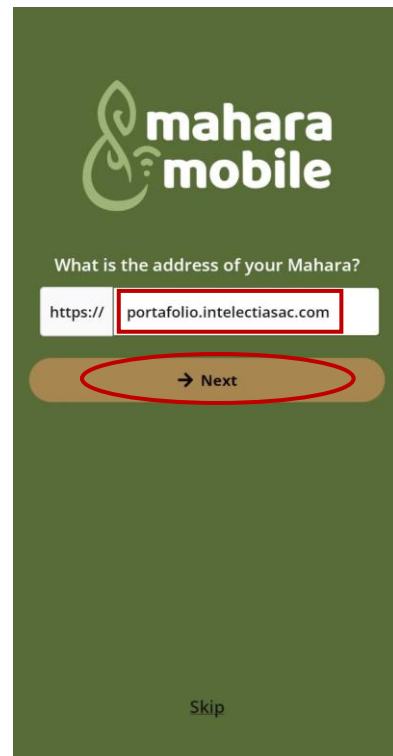 mahara
mobile
What is the address of your Mahara?
https:// portafolio.intelectiasac.com
→ Next
Skip